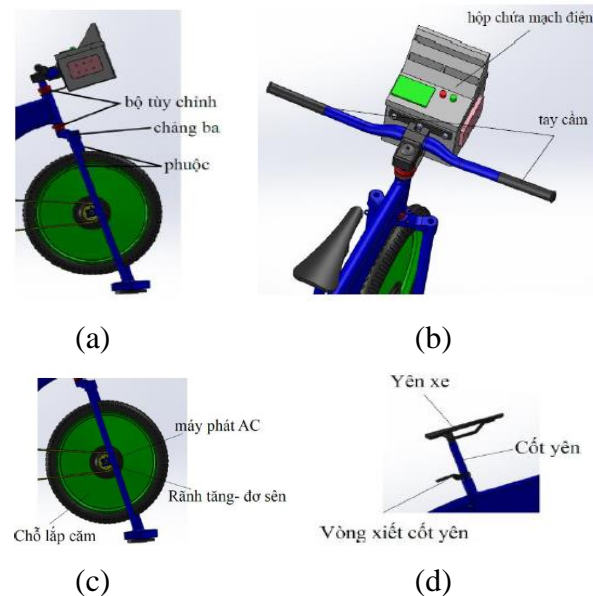 hộp chứa mạch điện
bộ tùy chỉnh
chảng ba
tay cầm
phuộc
(a)
(b)
máy phát AC
Rãnh tăng- đơ sên
Chỗ lắp căm
(c)
Yên xe
Cốt yên
Vòng xiết cốt yên
(d)